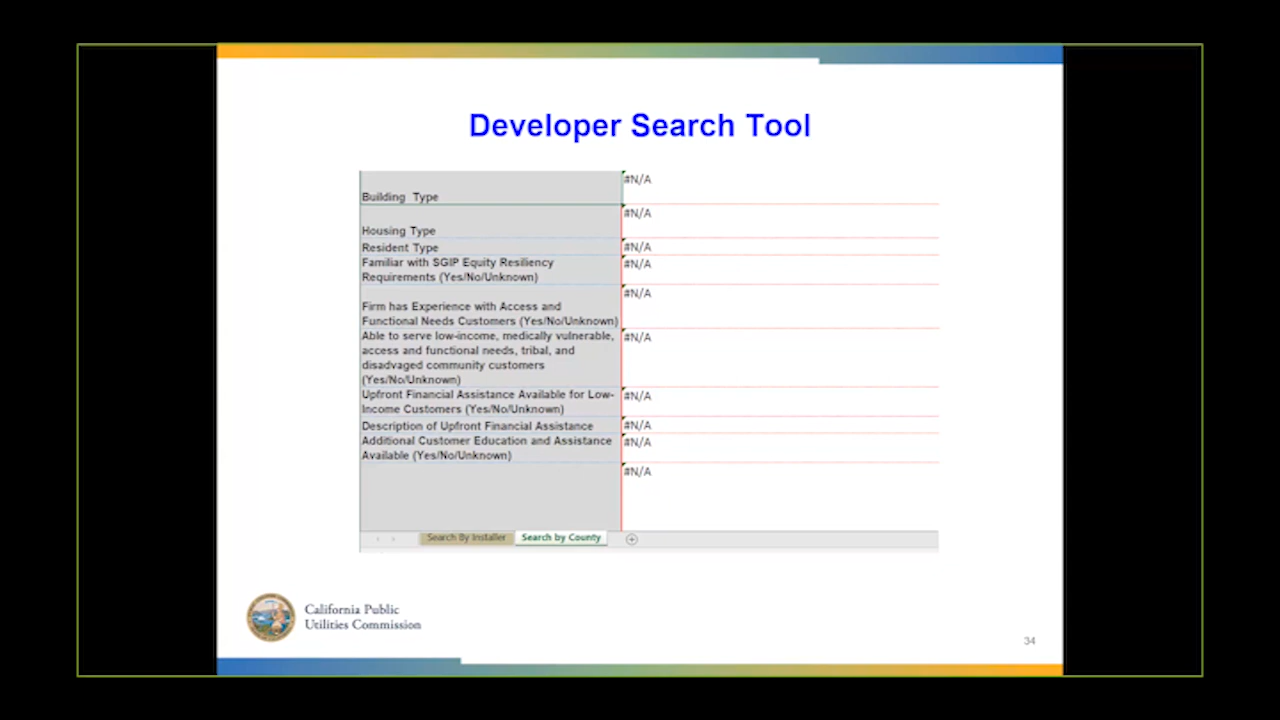 Developer Search Tool
#N/A
Building Type
#N/A
Housing Type
Resident Type #N/A
Familiar with SGIP Equity Resiliency #N/A
Requirements (Yes/No/Unknown)
#N/A
Firm has Experience with Access and
Functional Needs Customers (Yes/No/Unknown)
Able to serve low-income, medically vulnerable, #N/A
access and functional needs, tribal, and
disadvaged community customers
(Yes/No/Unknown)
Upfront Financial Assistance Available for Low- #N/A
Income Customers (Yes/No/Unknown)
Description of Upfront Financial Assistance #N/A
Additional Customer Education and Assistance #N/A
Available (Yes/No/Unknown)
#N/A
Search By Installer Search by County
California Public
Utilities Commission
34